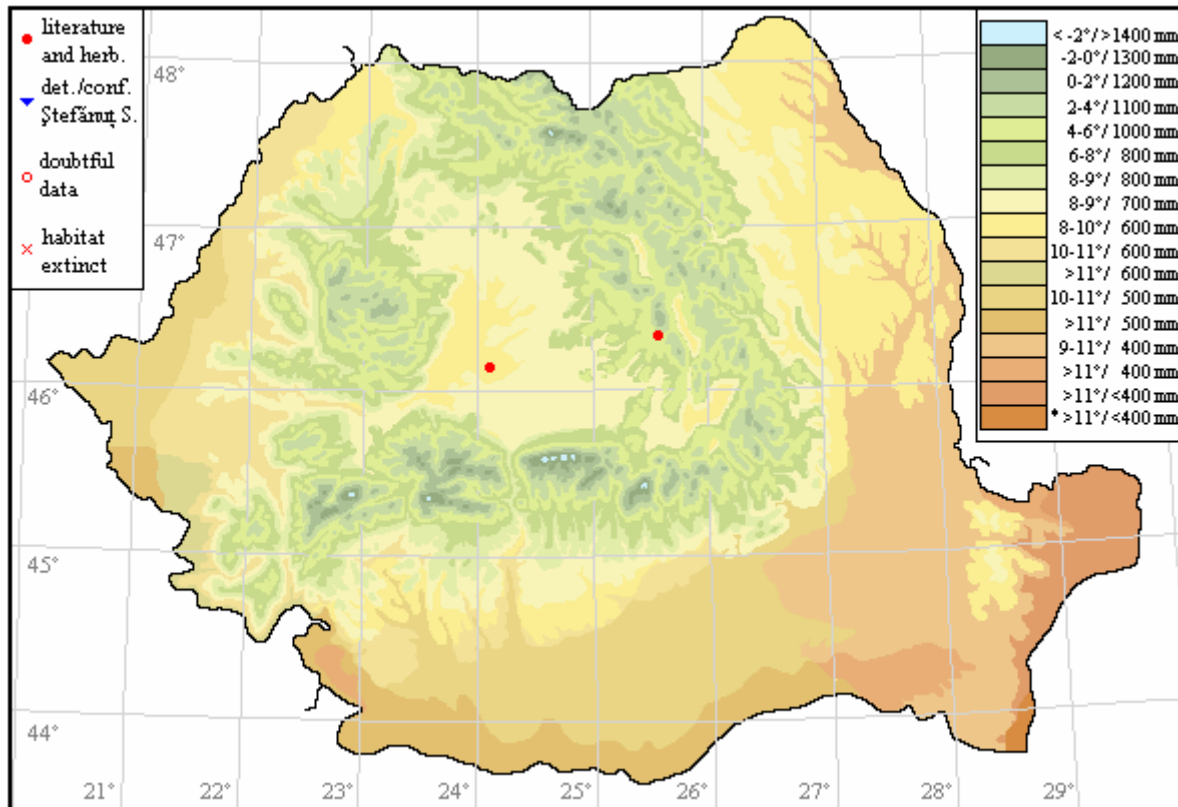 literature
and herb.
det./conf.
Ștefănuț S.
doubtful
data
habitat
extinct
< -2°/>1400 mm
-2-0°/1300 mm
0-2°/1200 mm
2-4°/1100 mm
4-6°/1000 mm
6-8°/ 800 mm
8-9°/ 800 mm
8-9°/ 700 mm
8-10°/ 600 mm
10-11°/ 600 mm
>11°/ 600 mm
10-11°/ 500 mm
>11°/ 500 mm
9-11°/ 400 mm
>11°/ 400 mm
>11°/<400 mm
* >11°/<400 mm
48°
47°
46°
45°
44°
21° 22° 23° 24° 25° 26° 27° 28° 29°